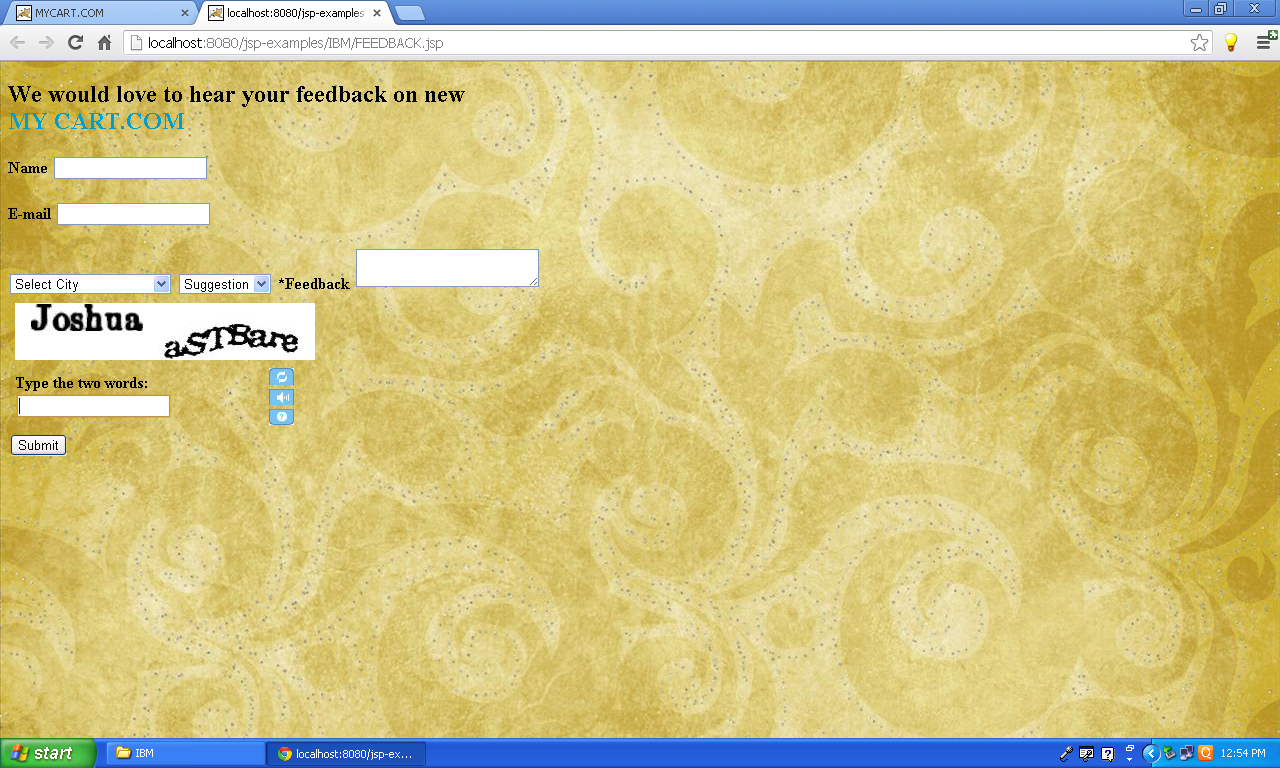 MYCART.COM
localhost:8080/jsp-examples
localhost:8080/jsp-examples/IBM/FEEDBACK.jsp
We would love to hear your feedback on new
MY CART.COM
Name
E-mail
Select City Suggestion *Feedback
Joshua aSTBare
Type the two words:
Submit
start IBM localhost:8080/jsp-ex... 12:54 PM